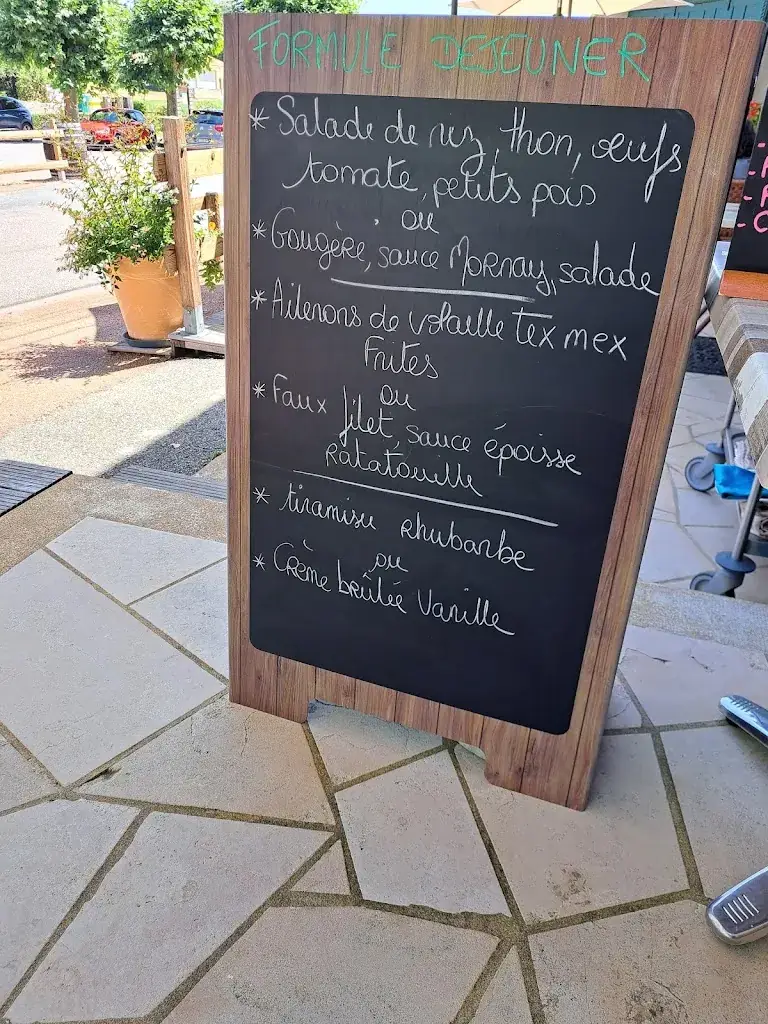 FORMULE DEJEUNER
* Salade de riz, thon, œufs
tomate, petits pois
ou
* Gougère, sauce Mornay, salade
* Ailerons de volaille Tex mex
Frites
ou
* Faux filet, sauce époisse
Ratatouille
* tiramisu Rhubarbe
ou
* Crème brûlée Vanille